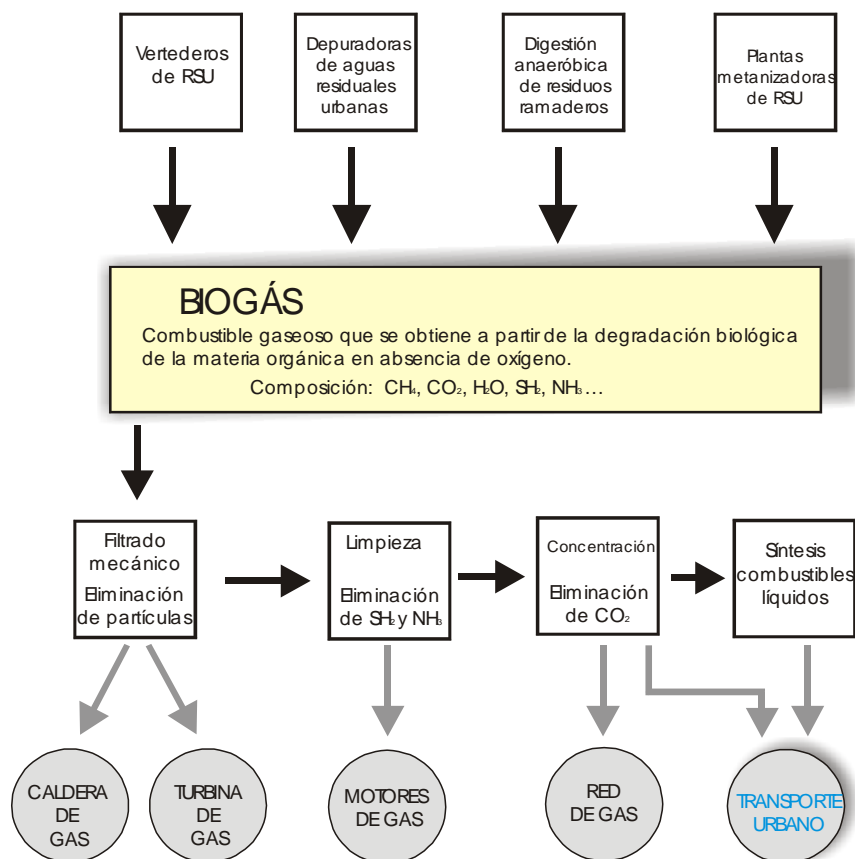 Vertederos
de RSU
Depuradoras
de aguas
residuales
urbanas
Digestión
anaeróbica
de residuos
ramaderos
Plantas
metanizadoras
de RSU
BIOGÁS
Combustible gaseoso que se obtiene a partir de la degradación biológica
de la materia orgánica en absencia de oxígeno.
Composición: CH₄, CO₂, H₂O, SH₂, NH₃ ...
Filtrado
mecánico
Eliminación
de partículas
Limpieza
Eliminación
de SH₂ y NH₃
Concentración
Eliminación
de CO₂
Síntesis
combustibles
líquidos
CALDERA
DE
GAS
TURBINA
DE
GAS
MOTORES
DE GAS
RED
DE GAS
TRANSPORTE
URBANO